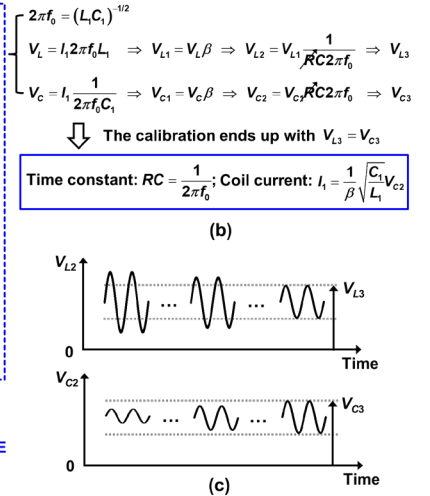 2πf₀ = (L₁C₁)^(-1/2)
V_L = I₁2πf₀L₁ ⇒ V_L1 = V_Lβ ⇒ V_L2 = V_L1 1/(RC2πf₀) ⇒ V_L3
V_C = I₁ 1/(2πf₀C₁) ⇒ V_C1 = V_Cβ ⇒ V_C2 = V_C1RC2πf₀ ⇒ V_C3
The calibration ends up with V_L3 = V_C3
Time constant: RC = 1/(2πf₀); Coil current: I₁ = (1/β)√(C₁/L₁)V_C2
(b)
V_L2
... ...
V_L3
0
Time
V_C2
... ...
V_C3
0
Time
(c)
E